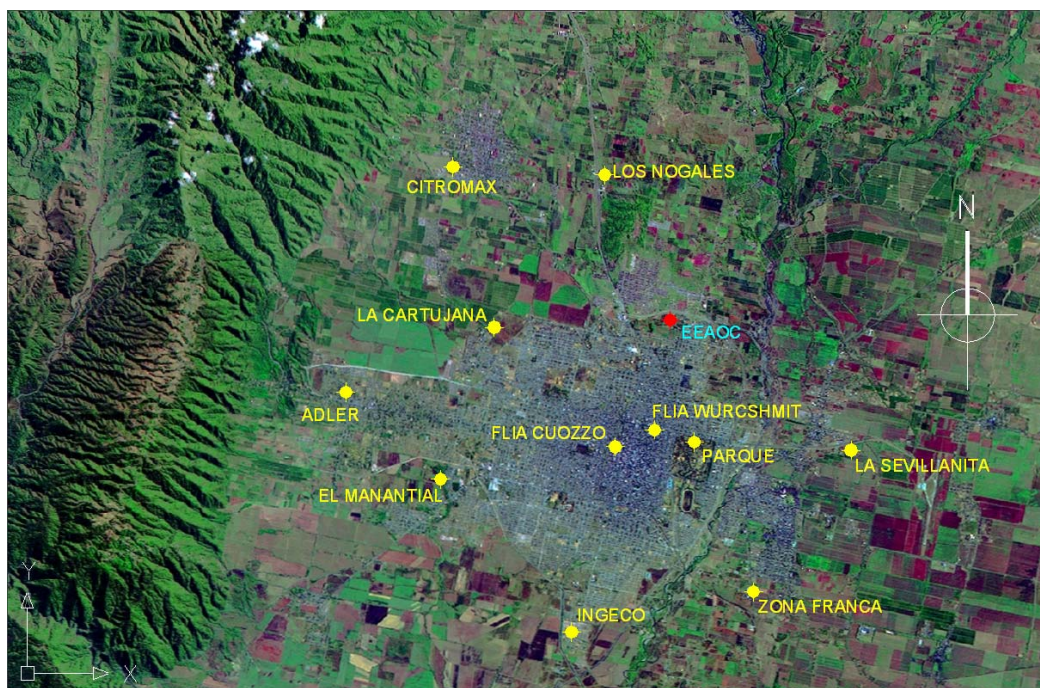 LOS NOGALES
CITROMAX
N
LA CARTUJANA
EEAOC
ADLER
FLIA WURCSHMIT
FLIA CUOZZO
PARQUE
LA SEVILLANITA
EL MANANTIAL
Y
ZONA FRANCA
INGECO
X